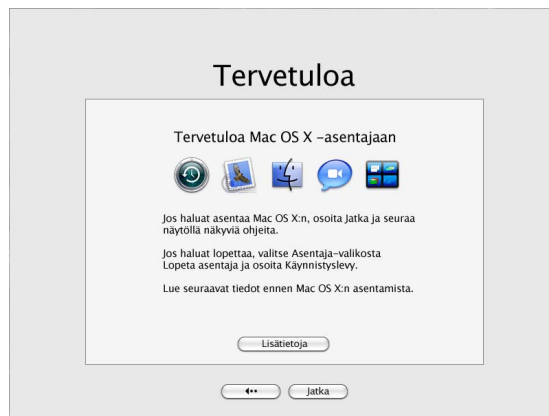 Tervetuloa
Tervetuloa Mac OS X -asentajaan
Jos haluat asentaa Mac OS X:n, osoita Jatka ja seuraa
näytöllä näkyviä ohjeita.
Jos haluat lopettaa, valitse Asentaja-valikosta
Lopeta asentaja ja osoita Käynnistyslevy.
Lue seuraavat tiedot ennen Mac OS X:n asentamista.
Lisätietoja
Jatka